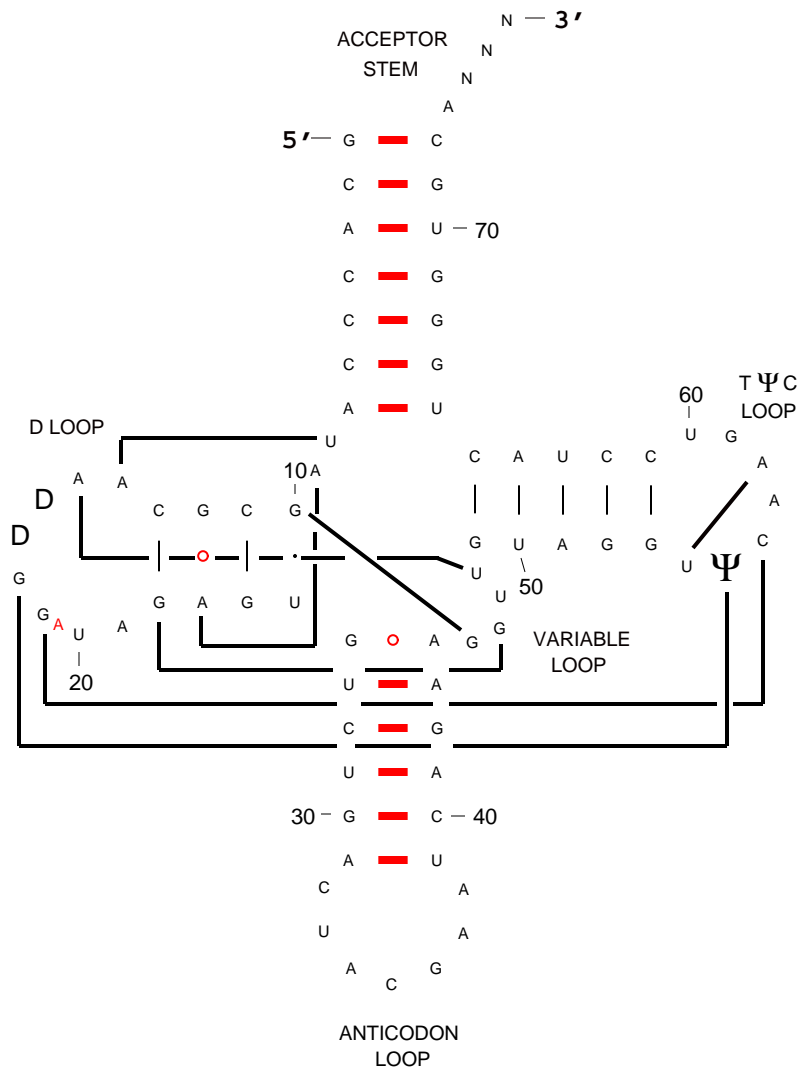 N — 3′
ACCEPTOR
STEM
N
N
A
5′ — G C
C G
A U — 70
C G
C G
C G
A U
60
T Ψ C
LOOP
D LOOP
U
U G
A A
10 A
C A U C C
A
A
D
C G C G
D
G U A G G U Ψ C
U
50
G
G A U A
G A G U
U
G
20
G A G
VARIABLE
LOOP
U A
C G
U A
30 — G C — 40
A U
C A
U A
A G
C
ANTICODON
LOOP